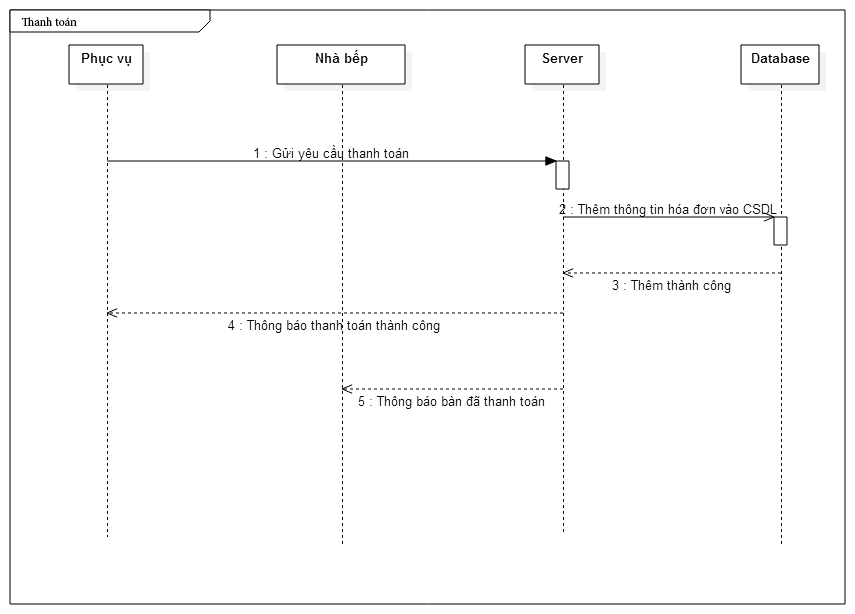 Thanh toán
Phục vụ
Nhà bếp
Server
Database
1 : Gửi yêu cầu thanh toán
2 : Thêm thông tin hóa đơn vào CSDL
3 : Thêm thành công
4 : Thông báo thanh toán thành công
5 : Thông báo bàn đã thanh toán